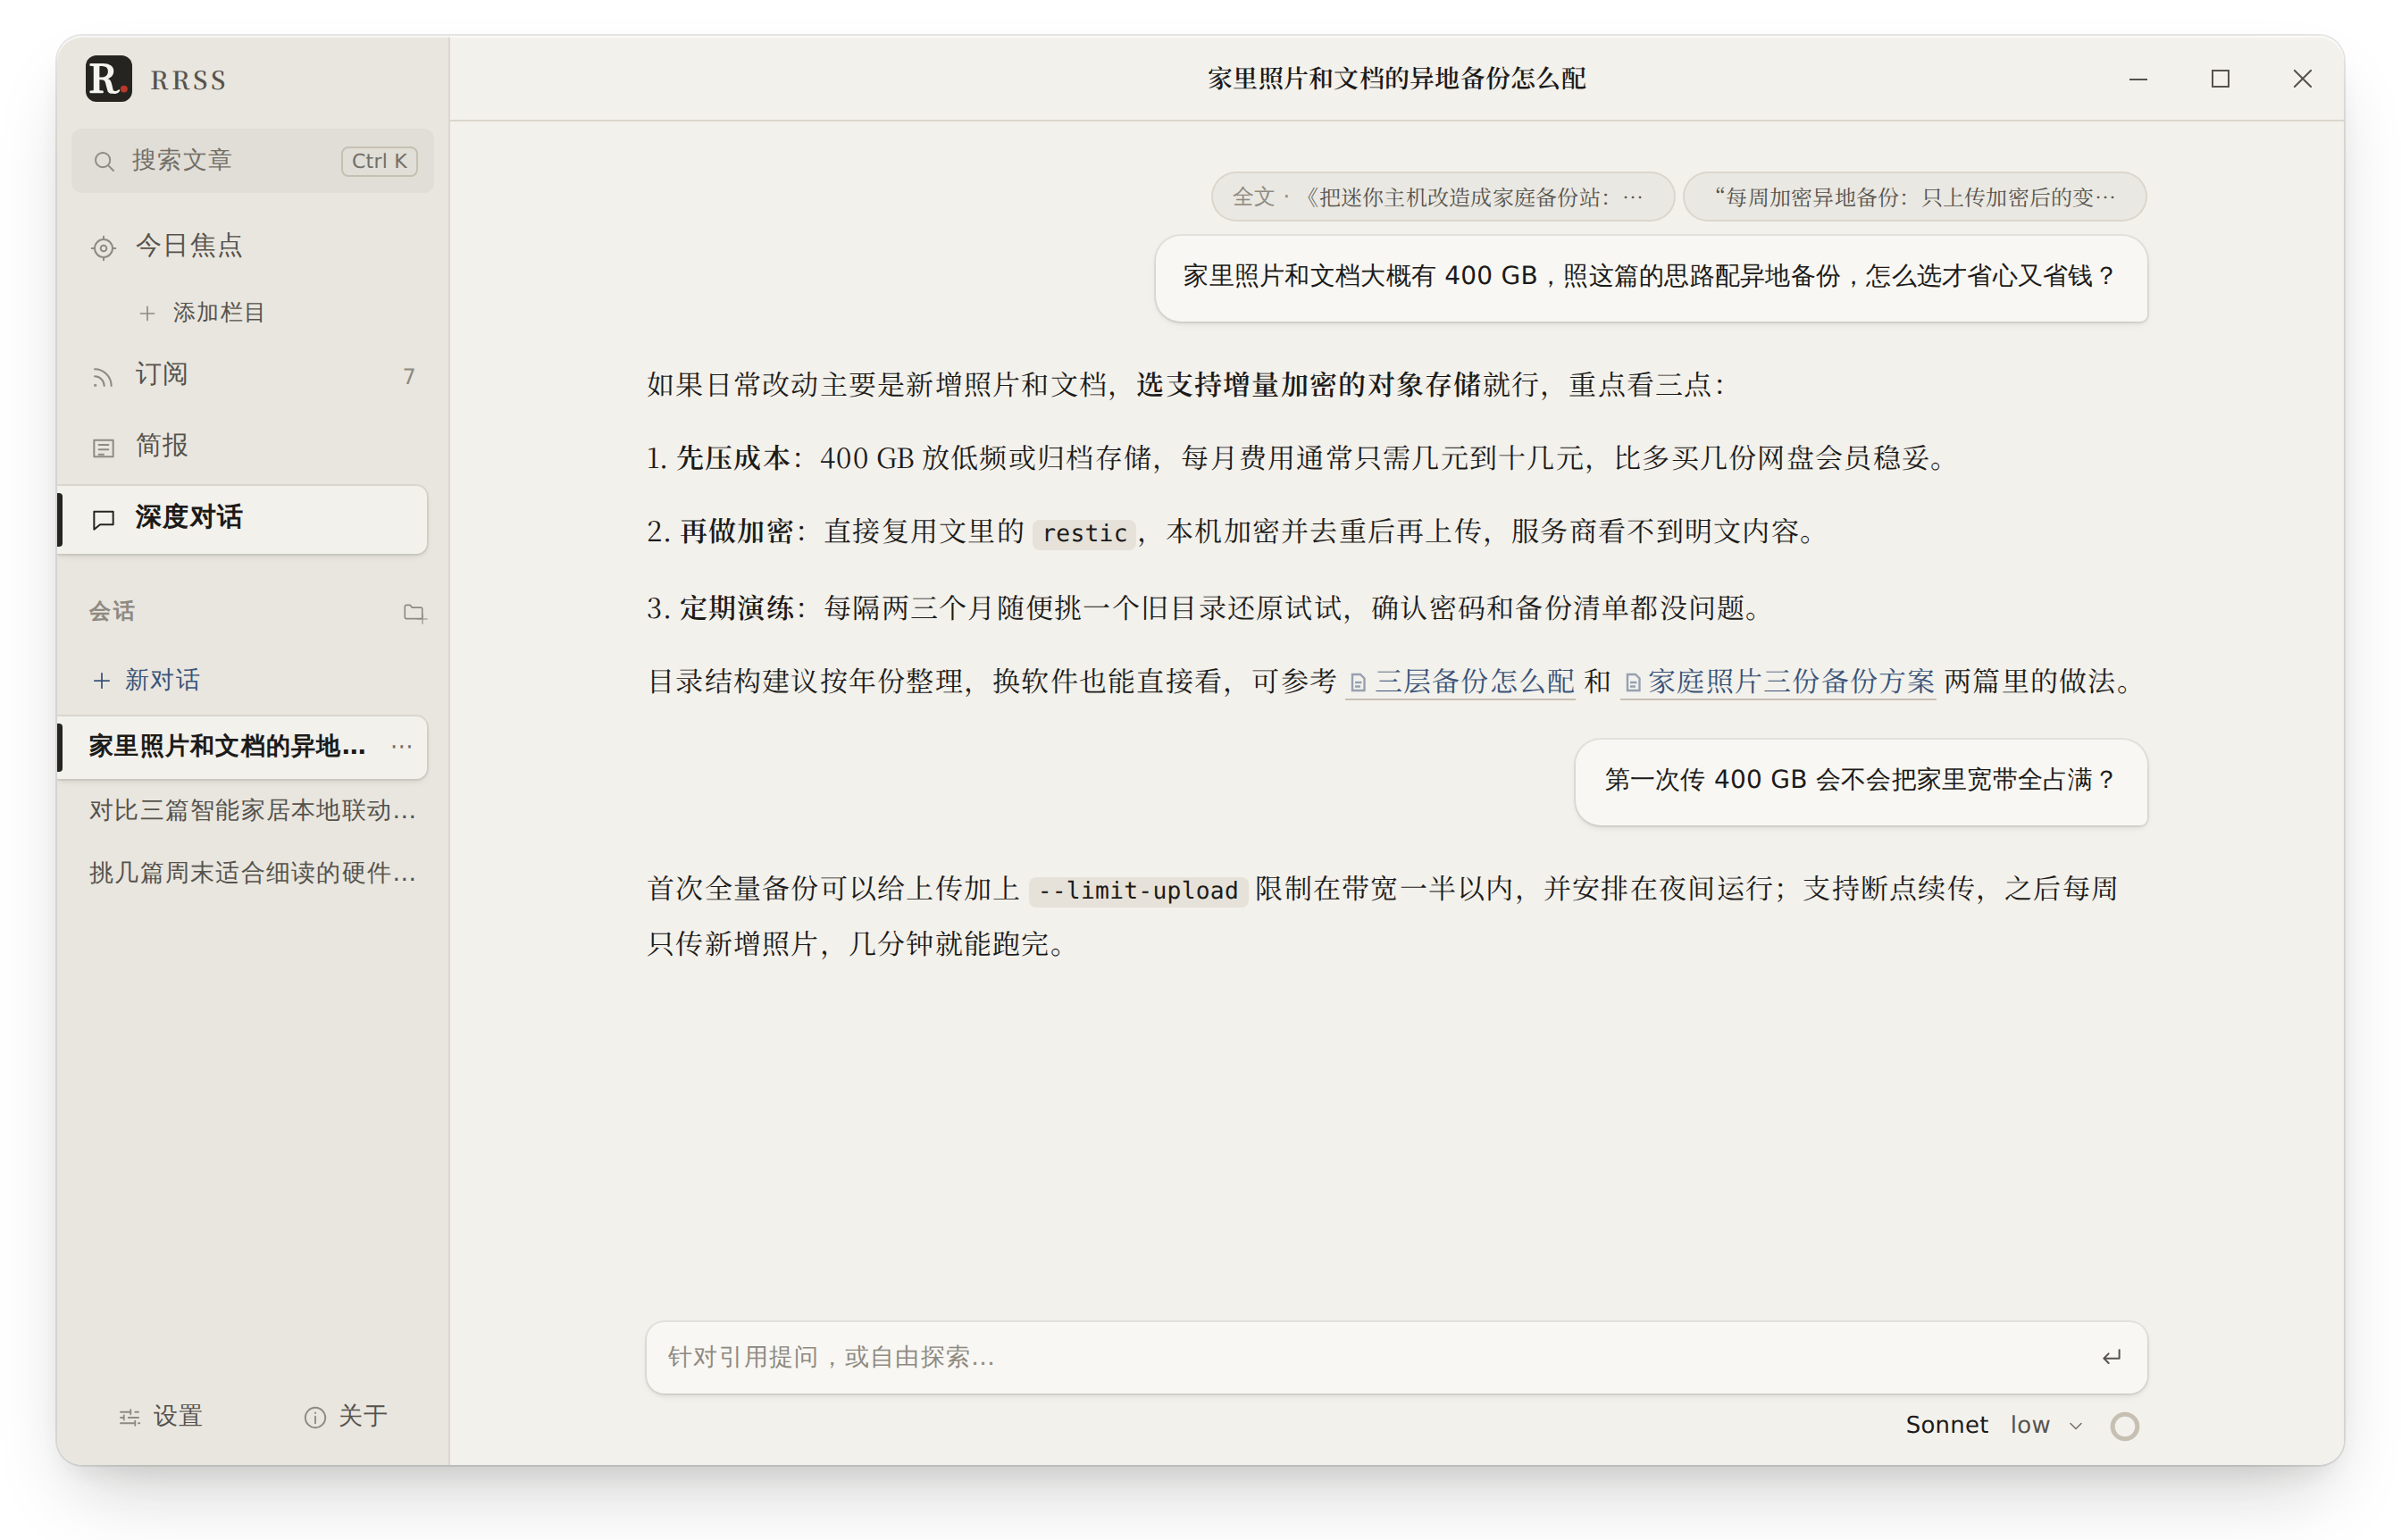 R.
RRSS
搜索文章
Ctrl K
今日焦点
添加栏目
订阅
7
简报
深度对话
会话
新对话
家里照片和文档的异地...
对比三篇智能家居本地联动...
挑几篇周末适合细读的硬件...
设置
关于
家里照片和文档的异地备份怎么配
全文 · 《把迷你主机改造成家庭备份站：…
“每周加密异地备份：只上传加密后的变…
家里照片和文档大概有 400 GB，照这篇的思路配异地备份，怎么选才省心又省钱？
如果日常改动主要是新增照片和文档，选支持增量加密的对象存储就行，重点看三点：
1. 先压成本：400 GB 放低频或归档存储，每月费用通常只需几元到十几元，比多买几份网盘会员稳妥。
2. 再做加密：直接复用文里的 restic，本机加密并去重后再上传，服务商看不到明文内容。
3. 定期演练：每隔两三个月随便挑一个旧目录还原试试，确认密码和备份清单都没问题。
目录结构建议按年份整理，换软件也能直接看，可参考 三层备份怎么配 和 家庭照片三份备份方案 两篇里的做法。
第一次传 400 GB 会不会把家里宽带全占满？
首次全量备份可以给上传加上 --limit-upload 限制在带宽一半以内，并安排在夜间运行；支持断点续传，之后每周
只传新增照片，几分钟就能跑完。
针对引用提问，或自由探索...
Sonnet low